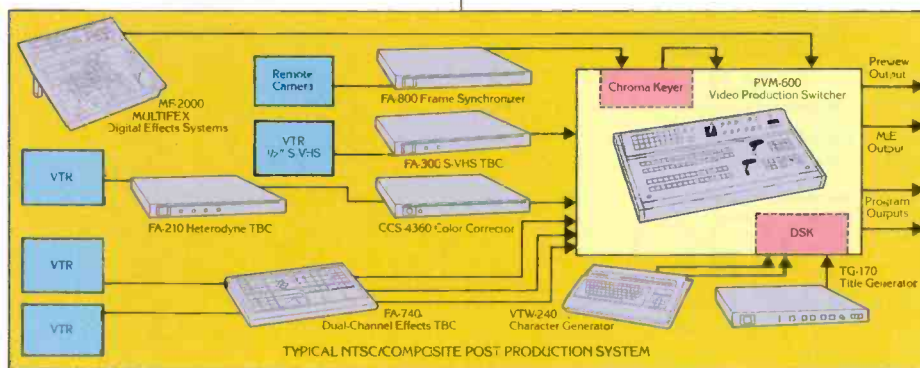 MF-2000
MULTIFEX
Digital Effects Systems
Remote
Camera
FA-800 Frame Synchronizer
Chroma Keyer
PVM-600
Video Production Switcher
Preview
Output
VTR
½" S-VHS
FA-300 S-VHS TBC
M/E
Output
VTR
FA-210 Heterodyne TBC
CCS-4360 Color Corrector
Program
Outputs
DSK
VTR
TG-170
Title Generator
VTR
FA-740
Dual-Channel Effects TBC
VTW-240
Character Generator
TYPICAL NTSC/COMPOSITE POST PRODUCTION SYSTEM